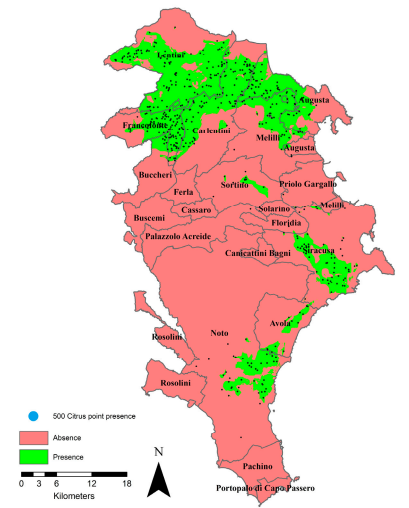 Lentini
Augusta
Francofonte
Carlentini
Melilli
Augusta
Buccheri
Sortino
Priolo Gargallo
Ferla
Cassaro
Solarino
Melilli
Buscemi
Floridia
Palazzolo Acreide
Siracusa
Canicattini Bagni
Avola
Noto
Rosolini
Rosolini
500 Citrus point presence
Absence
N
Presence
Pachino
0 3 6 12 18
Portopalo di Capo Passero
Kilometers